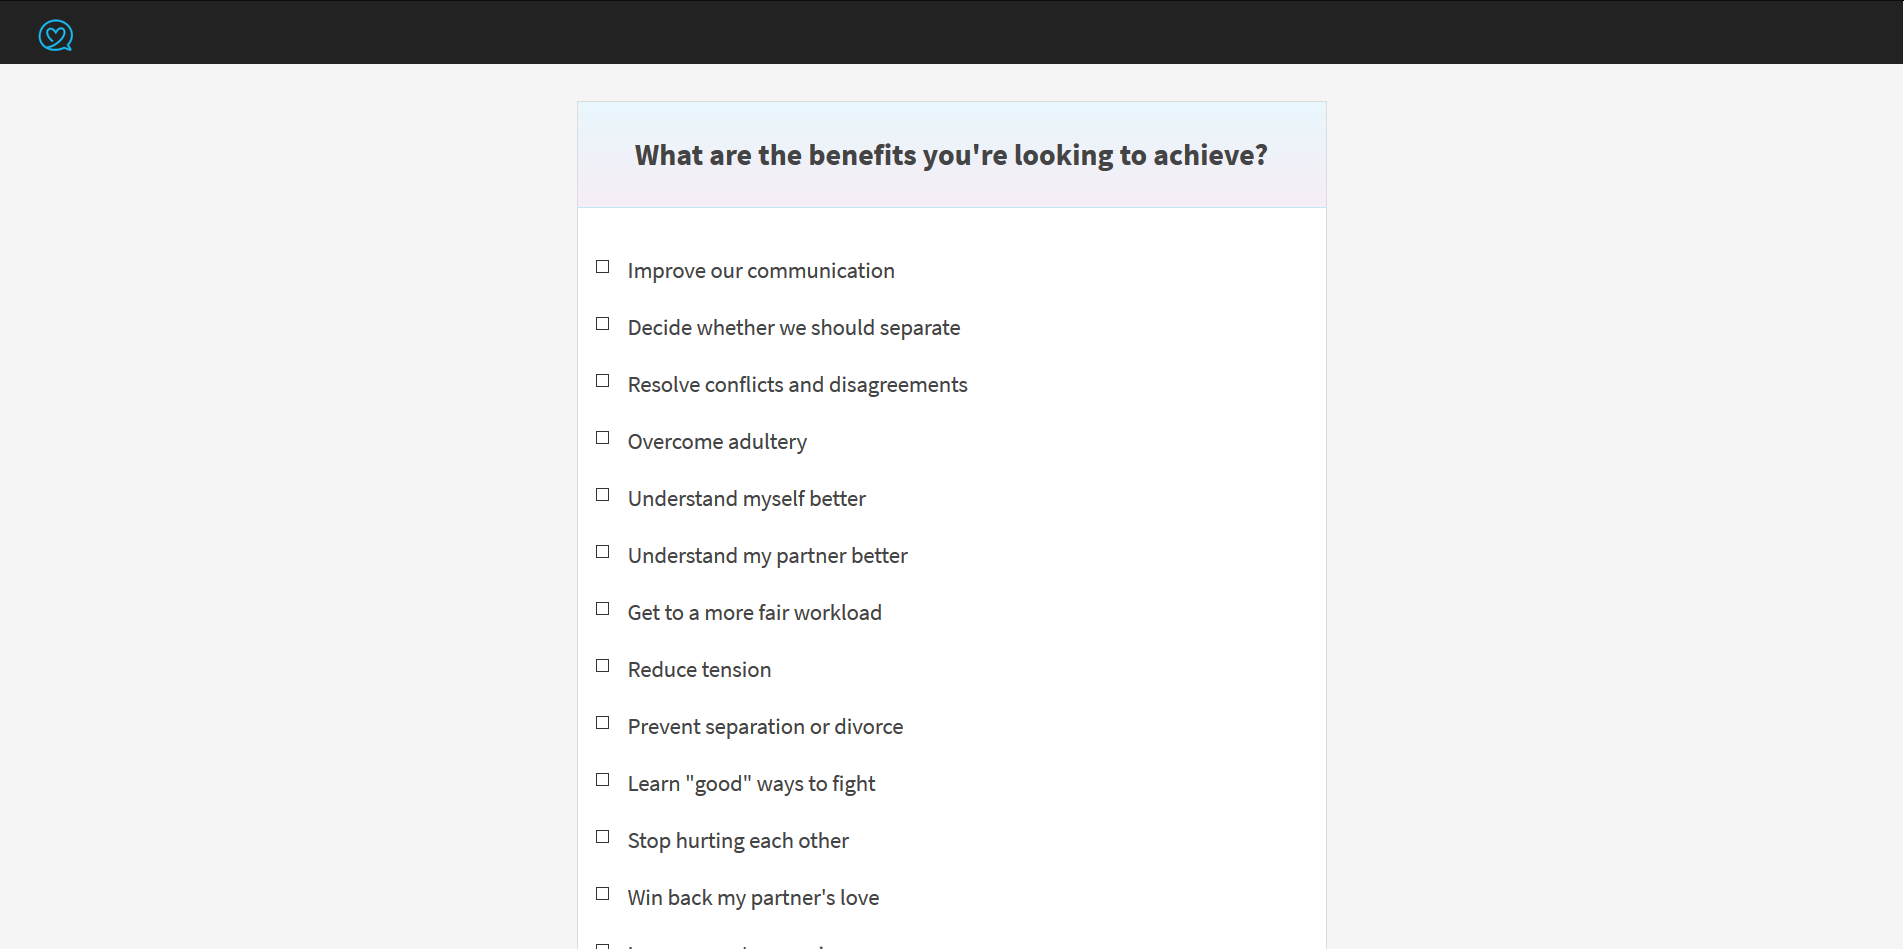 What are the benefits you're looking to achieve?
Improve our communication
Decide whether we should separate
Resolve conflicts and disagreements
Overcome adultery
Understand myself better
Understand my partner better
Get to a more fair workload
Reduce tension
Prevent separation or divorce
Learn "good" ways to fight
Stop hurting each other
Win back my partner's love